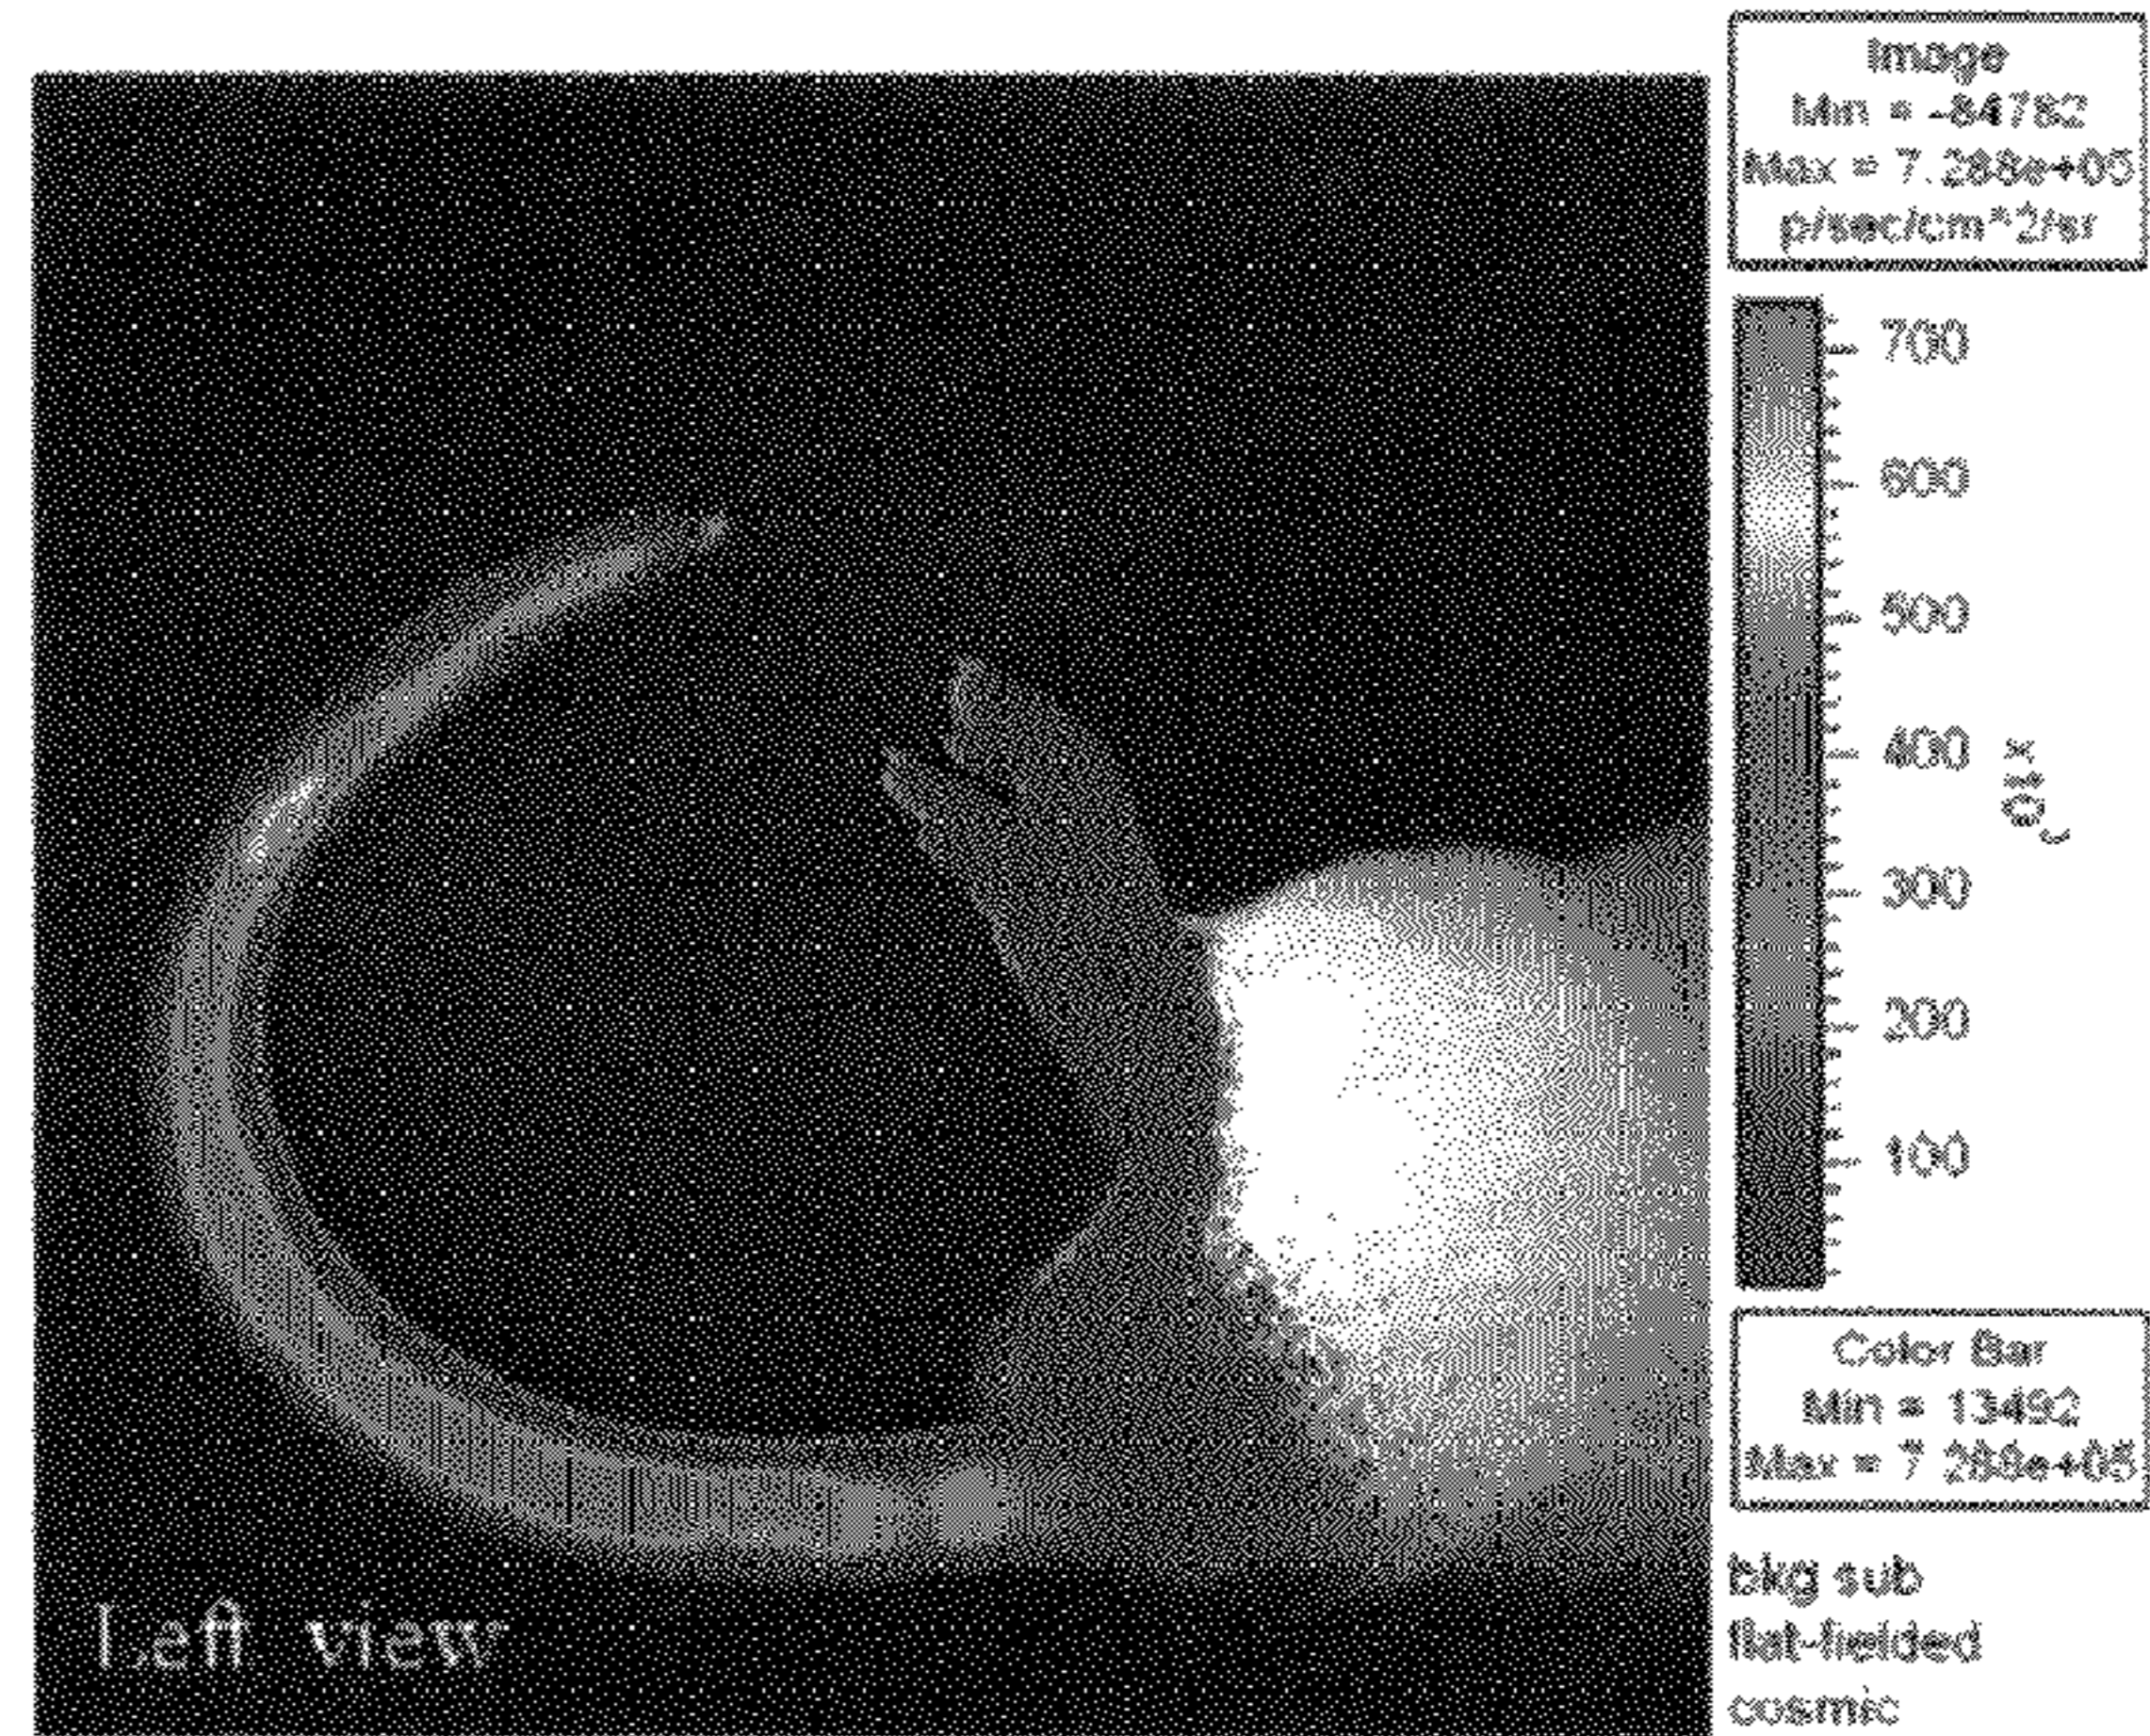 Image
Min = -84782
Max = 7.288e+05
p/sec/cm^2/sr
700
600
500
400
300
200
100
Color Bar
Min = 13492
Max = 7.288e+05
bkg sub
flat-fielded
cosmic
Left view